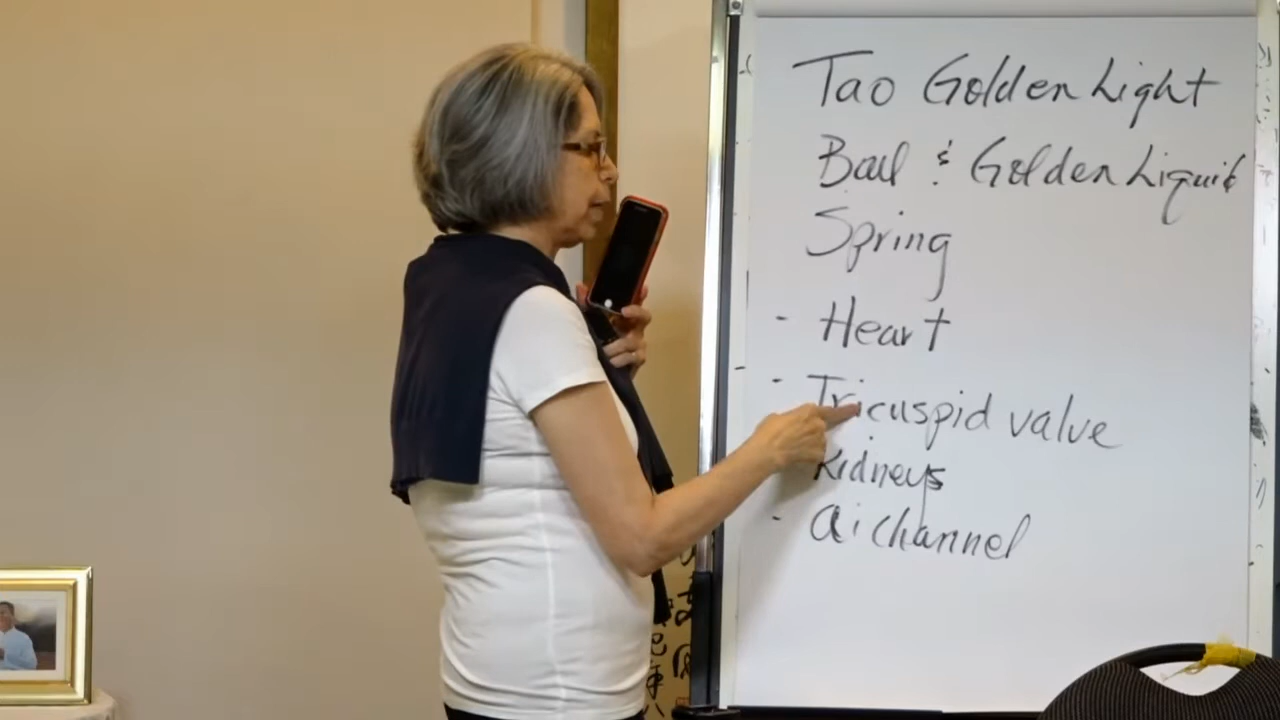 Tao Golden Light
Ball & Golden Liquid
Spring
- Heart
- Tricuspid valve
Kidneys
- Qi channel